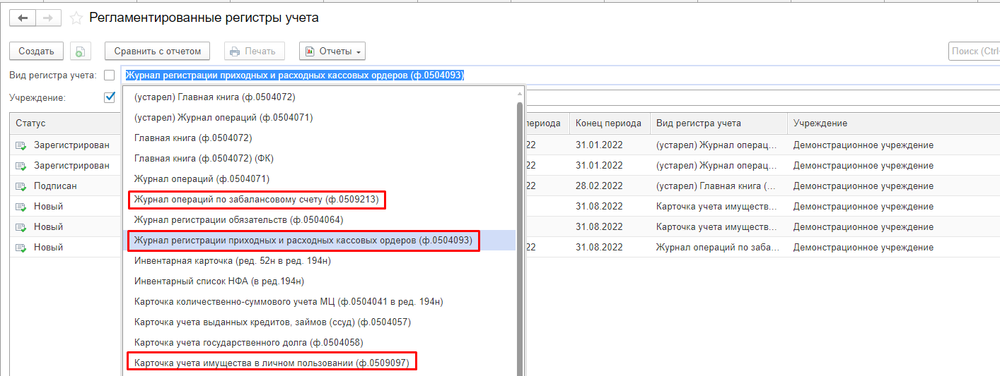 Регламентированные регистры учета
Создать Сравнить с отчетом Печать Отчеты Поиск (Ctrl+
Вид регистра учета: Журнал регистрации приходных и расходных кассовых ордеров (ф.0504093)
Учреждение:
(устарел) Главная книга (ф.0504072)
(устарел) Журнал операций (ф.0504071)
Главная книга (ф.0504072)
Главная книга (ф.0504072) (ФК)
Журнал операций (ф.0504071)
Журнал операций по забалансовому счету (ф.0509213)
Журнал регистрации обязательств (ф.0504064)
Журнал регистрации приходных и расходных кассовых ордеров (ф.0504093)
Инвентарная карточка (ред. 52н в ред. 194н)
Инвентарный список НФА (в ред.194н)
Карточка количественно-суммового учета МЦ (ф.0504041 в ред. 194н)
Карточка учета выданных кредитов, займов (ссуд) (ф.0504057)
Карточка учета государственного долга (ф.0504058)
Карточка учета имущества в личном пользовании (ф.0509097)
Статус периода Конец периода Вид регистра учета Учреждение
Зарегистрирован 22 31.01.2022 (устарел) Журнал операц... Демонстрационное учреждение
Зарегистрирован 22 31.01.2022 (устарел) Журнал операц... Демонстрационное учреждение
Подписан 22 28.02.2022 (устарел) Главная книга (... Демонстрационное учреждение
Новый 31.08.2022 Карточка учета имуществ... Демонстрационное учреждение
Новый 31.08.2022 Карточка учета имуществ... Демонстрационное учреждение
Новый 22 31.08.2022 Журнал операций по заба... Демонстрационное учреждение